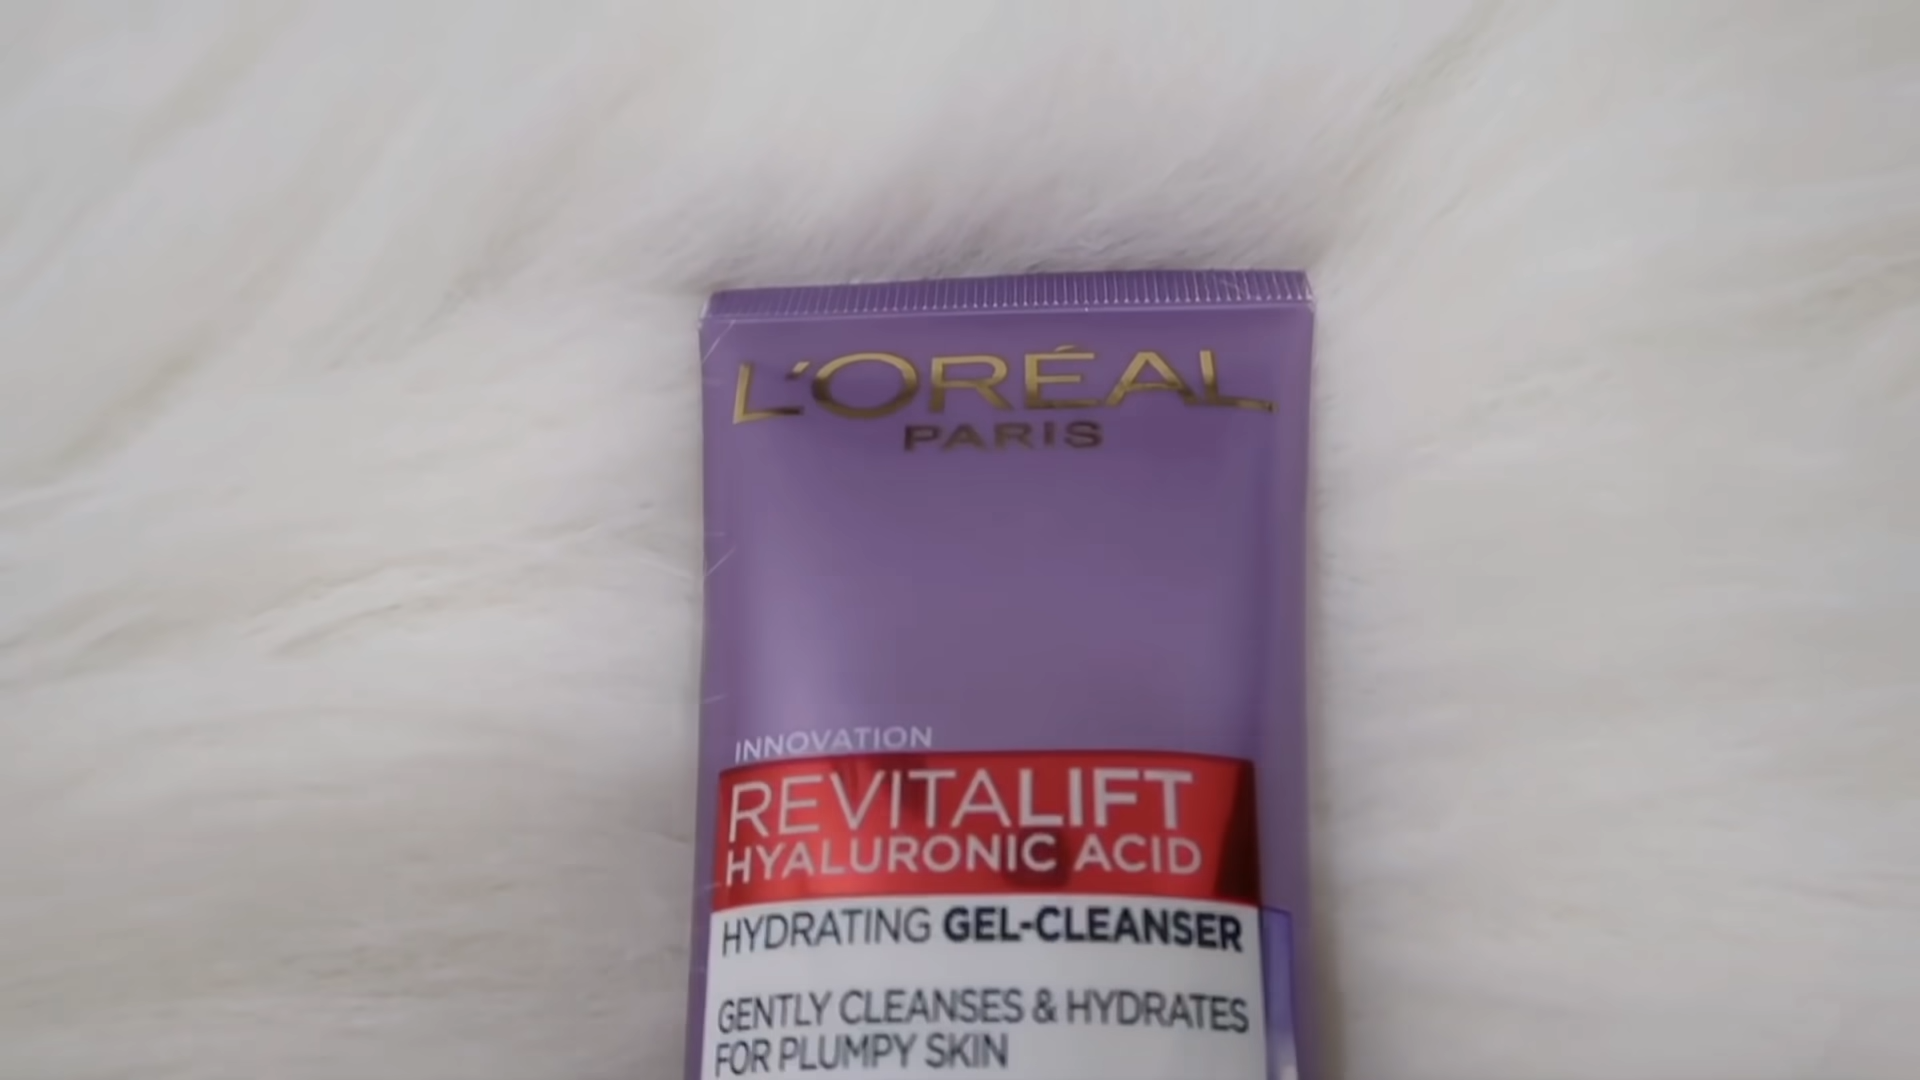 L'ORÉAL
PARIS
INNOVATION
REVITALIFT
HYALURONIC ACID
HYDRATING GEL-CLEANSER
GENTLY CLEANSES & HYDRATES
FOR PLUMPY SKIN